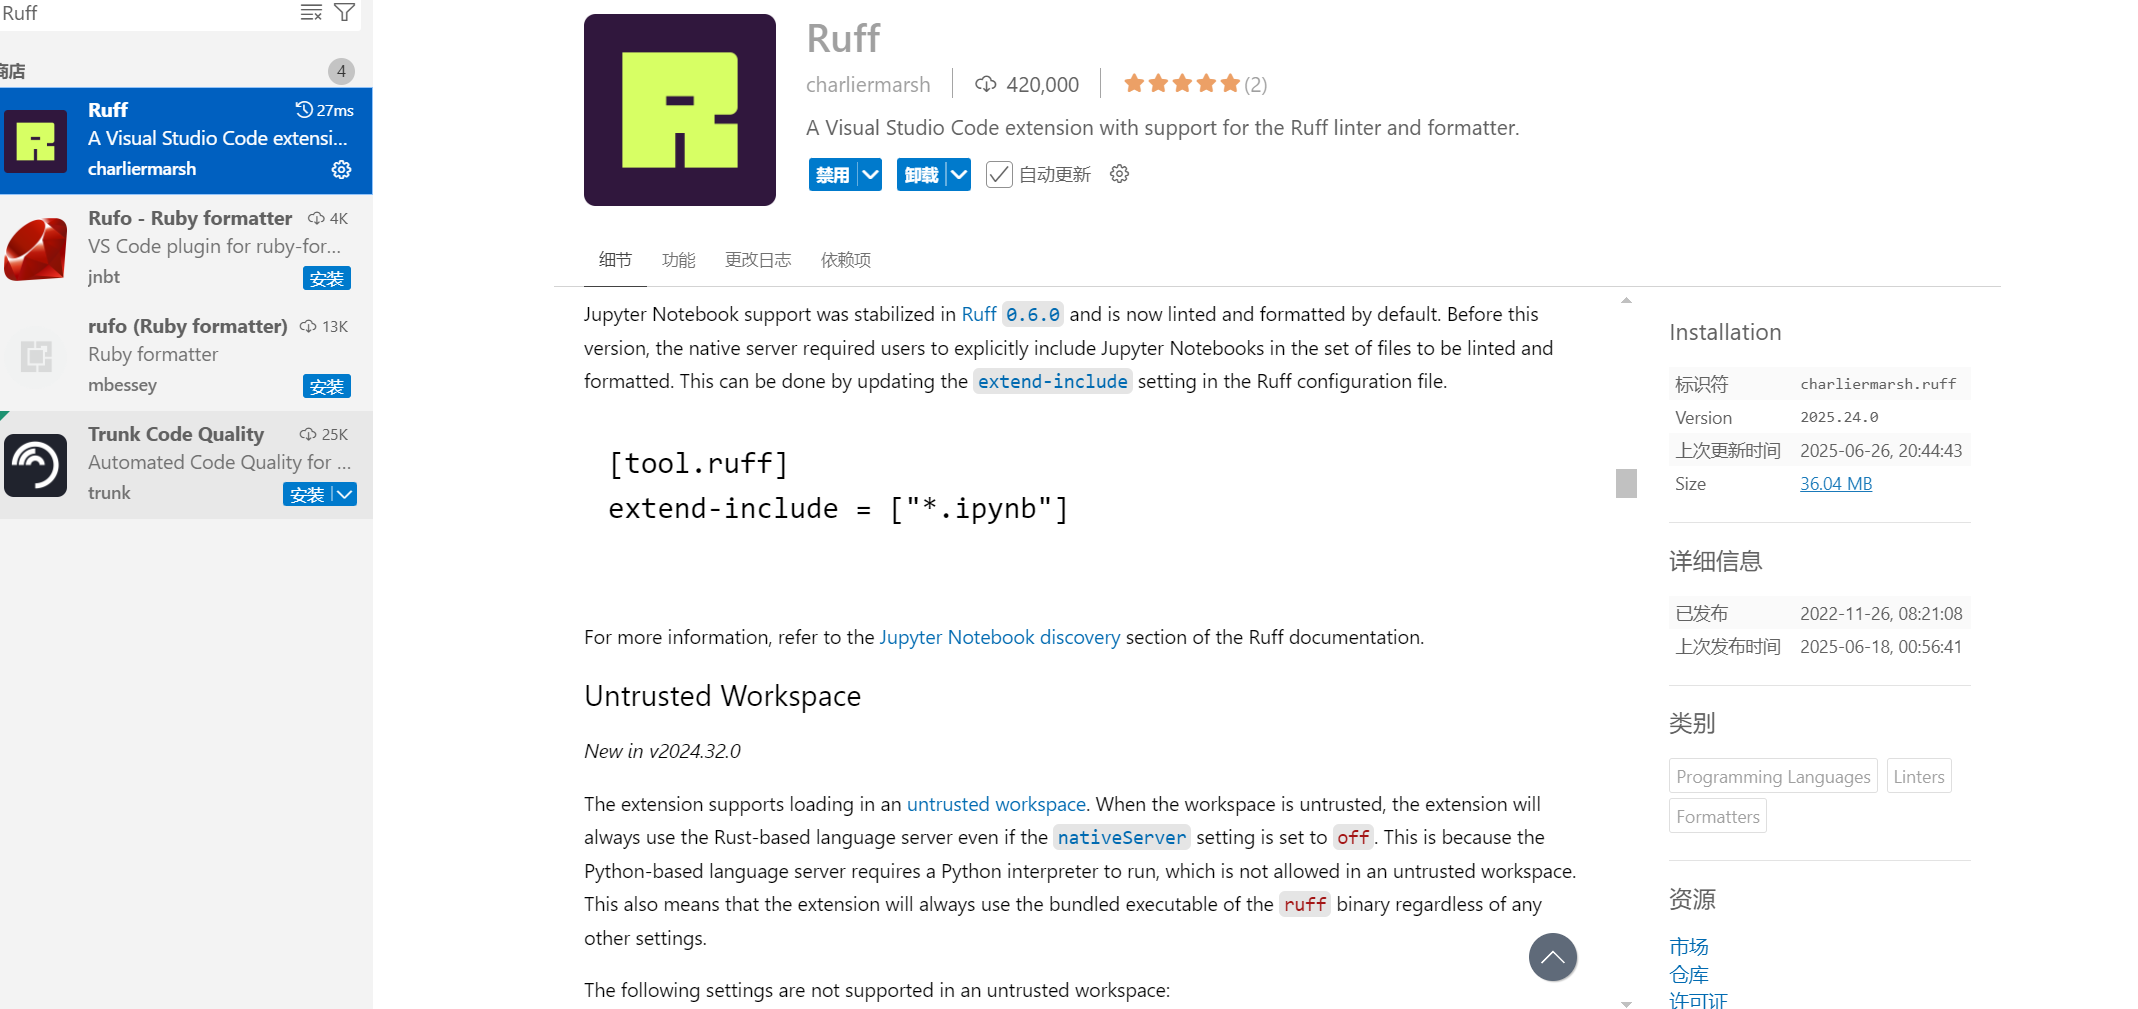 Ruff
商店
4
Ruff
27ms
A Visual Studio Code extensi...
charliermarsh
Rufo - Ruby formatter
4K
VS Code plugin for ruby-for...
jnbt
安装
rufo (Ruby formatter)
13K
Ruby formatter
mbessey
安装
Trunk Code Quality
25K
Automated Code Quality for ...
trunk
安装
Ruff
charliermarsh
420,000
(2)
A Visual Studio Code extension with support for the Ruff linter and formatter.
禁用
卸载
自动更新
细节
功能
更改日志
依赖项
Jupyter Notebook support was stabilized in Ruff 0.6.0 and is now linted and formatted by default. Before this
version, the native server required users to explicitly include Jupyter Notebooks in the set of files to be linted and
formatted. This can be done by updating the extend-include setting in the Ruff configuration file.
[tool.ruff]
extend-include = ["*.ipynb"]
For more information, refer to the Jupyter Notebook discovery section of the Ruff documentation.
Untrusted Workspace
New in v2024.32.0
The extension supports loading in an untrusted workspace. When the workspace is untrusted, the extension will
always use the Rust-based language server even if the nativeServer setting is set to off. This is because the
Python-based language server requires a Python interpreter to run, which is not allowed in an untrusted workspace.
This also means that the extension will always use the bundled executable of the ruff binary regardless of any
other settings.
The following settings are not supported in an untrusted workspace:
Installation
标识符 charliermarsh.ruff
Version 2025.24.0
上次更新时间 2025-06-26, 20:44:43
Size 36.04 MB
详细信息
已发布 2022-11-26, 08:21:08
上次发布时间 2025-06-18, 00:56:41
类别
Programming Languages
Linters
Formatters
资源
市场
仓库
许可证